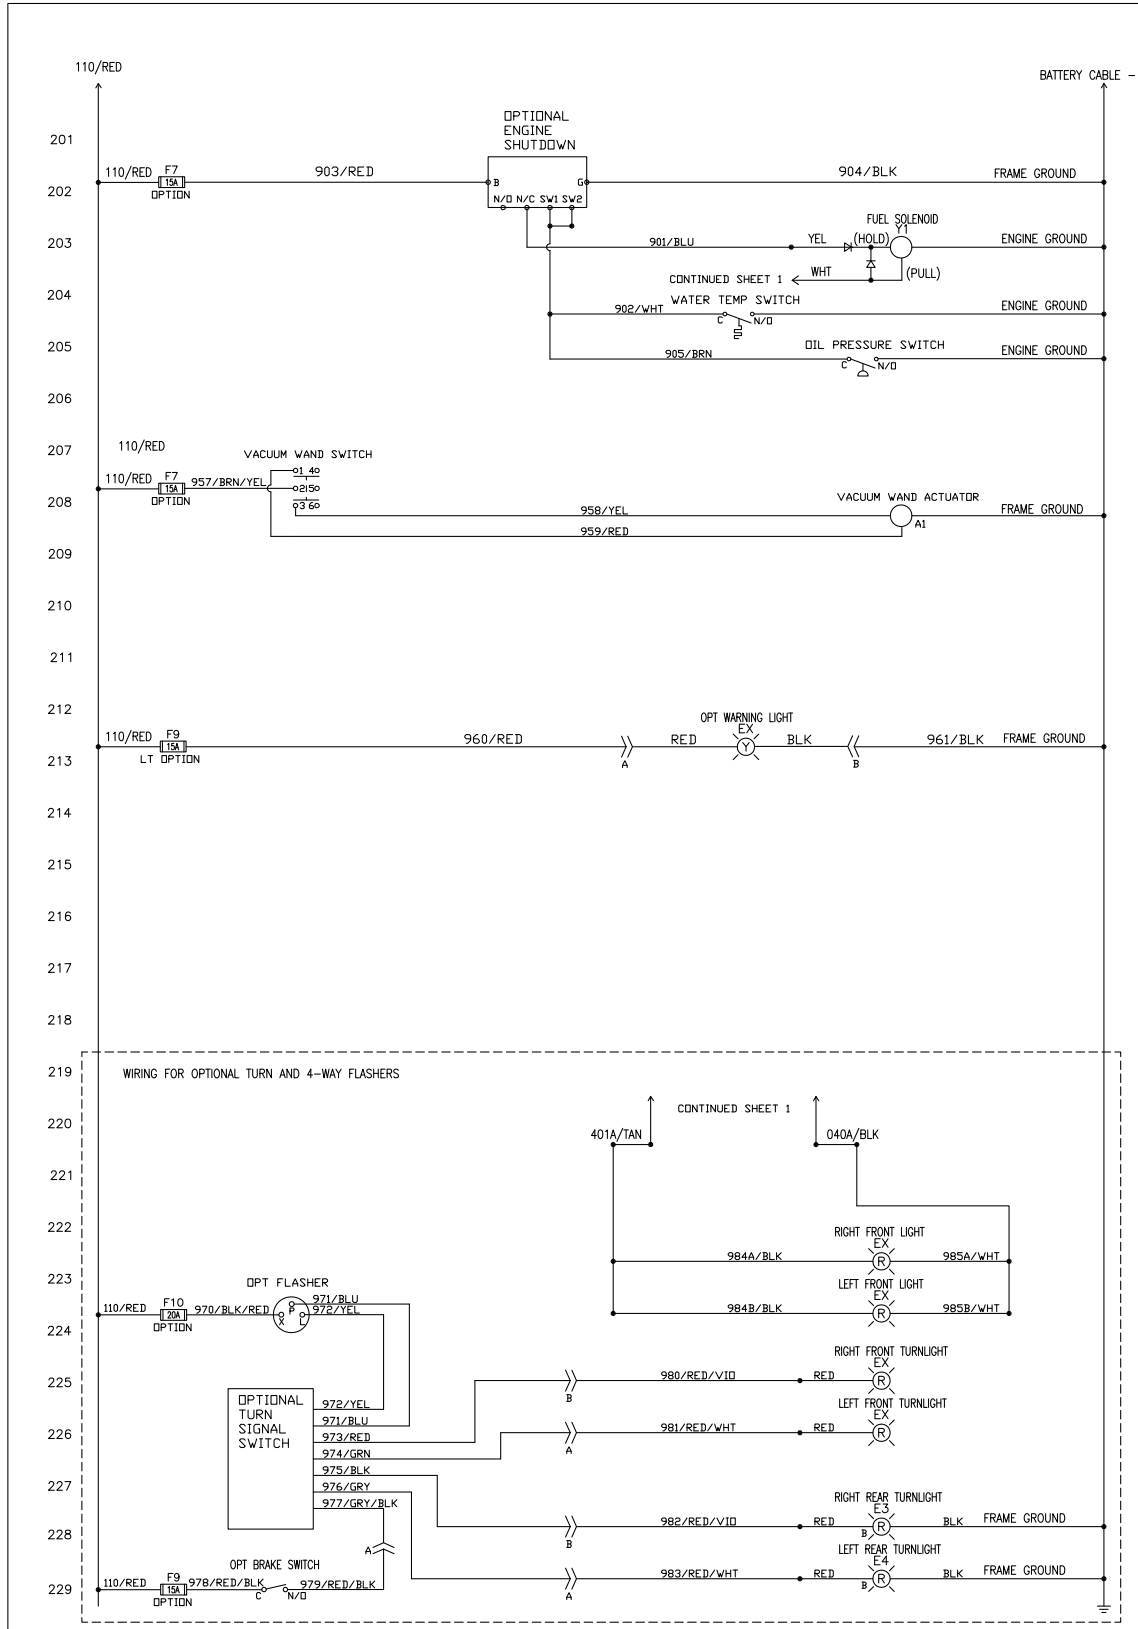 110/RED
BATTERY CABLE -
OPTIONAL
ENGINE
SHUTDOWN
201
110/RED
F7
15A
OPTION
903/RED
B
G
904/BLK
FRAME GROUND
202
N/O N/C SW1 SW2
FUEL SOLENOID
Y1
203
901/BLU
YEL
(HOLD)
ENGINE GROUND
CONTINUED SHEET 1
WHT
(PULL)
204
WATER TEMP SWITCH
902/WHT
C
N/O
ENGINE GROUND
205
905/BRN
OIL PRESSURE SWITCH
C
N/O
ENGINE GROUND
206
207
110/RED
VACUUM WAND SWITCH
110/RED
F7
15A
OPTION
957/BRN/YEL
1 4
2 5
3 6
208
VACUUM WAND ACTUATOR
958/YEL
A1
FRAME GROUND
959/RED
209
210
211
212
OPT WARNING LIGHT
EX
110/RED
F9
15A
LT OPTION
960/RED
A
RED
Y
BLK
B
961/BLK
FRAME GROUND
213
214
215
216
217
218
219
WIRING FOR OPTIONAL TURN AND 4-WAY FLASHERS
220
CONTINUED SHEET 1
401A/TAN
040A/BLK
221
222
RIGHT FRONT LIGHT
EX
984A/BLK
R
985A/WHT
223
OPT FLASHER
LEFT FRONT LIGHT
EX
984B/BLK
R
985B/WHT
110/RED
F10
20A
OPTION
970/BLK/RED
X
P
L
971/BLU
972/YEL
224
RIGHT FRONT TURNLIGHT
EX
225
B
980/RED/VIO
RED
R
OPTIONAL
TURN
SIGNAL
SWITCH
972/YEL
971/BLU
973/RED
974/GRN
975/BLK
976/GRY
977/GRY/BLK
LEFT FRONT TURNLIGHT
EX
226
A
981/RED/WHT
RED
R
227
RIGHT REAR TURNLIGHT
E3
228
B
982/RED/VIO
RED
B
R
BLK
FRAME GROUND
A
LEFT REAR TURNLIGHT
E4
OPT BRAKE SWITCH
229
110/RED
F9
15A
OPTION
978/RED/BLK
C
N/O
979/RED/BLK
A
983/RED/WHT
RED
B
R
BLK
FRAME GROUND